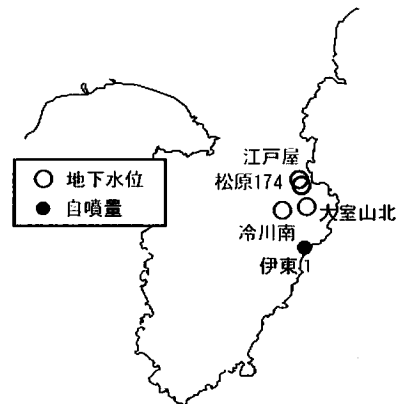 江戸屋
松原174
○ 地下水位
● 自噴量
大室山北
冷川南
伊東1